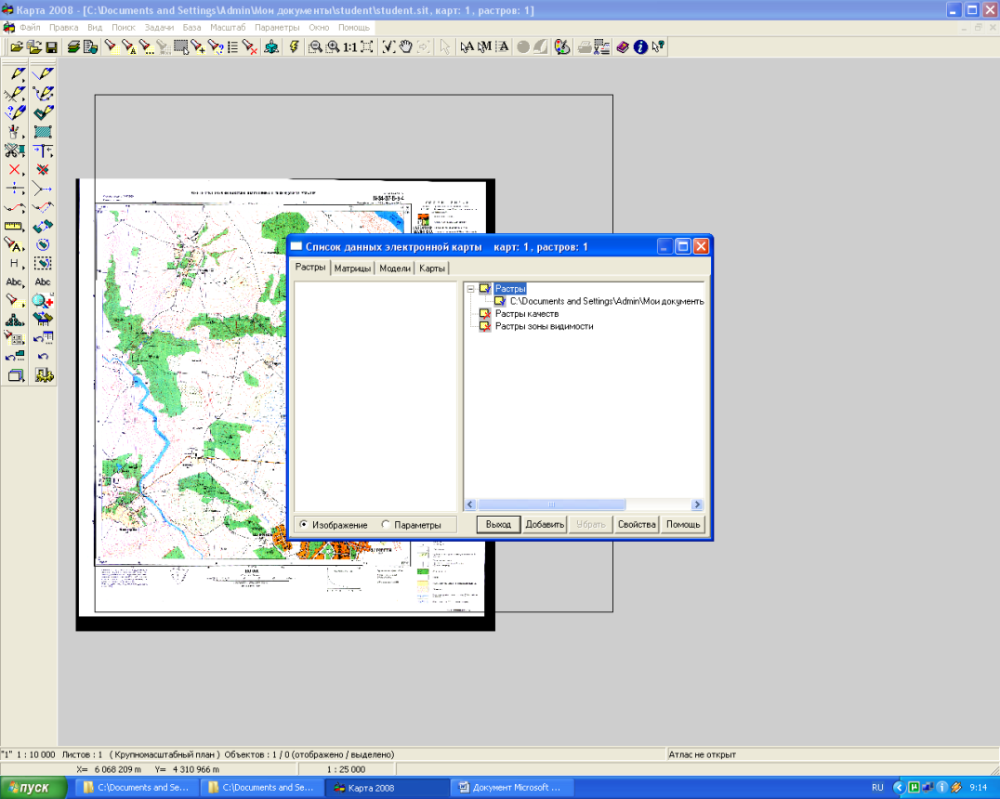 Карта 2008 - [C:\Documents and Settings\Admin\Мои документы\student\student.sit, карт: 1, растров: 1]
Файл Правка Вид Поиск Задачи База Масштаб Параметры Окно Помощь
1:1
Список данных электронной карты карт: 1, растров: 1
Растры Матрицы Модели Карты
Растры
C:\Documents and Settings\Admin\Мои документь
Растры качеств
Растры зоны видимости
Изображение Параметры
Выход Добавить Убрать Свойства Помощь
Abc Abc
"1" 1 : 10 000 Листов : 1 ( Крупномасштабный план ) Объектов : 1 / 0 (отображено / выделено) Атлас не открыт
X= 6 068 209 m Y= 4 310 966 m 1 : 25 000
пуск C:\Documents and Se... C:\Documents and Se... Карта 2008 Документ Microsoft ... RU 9:14